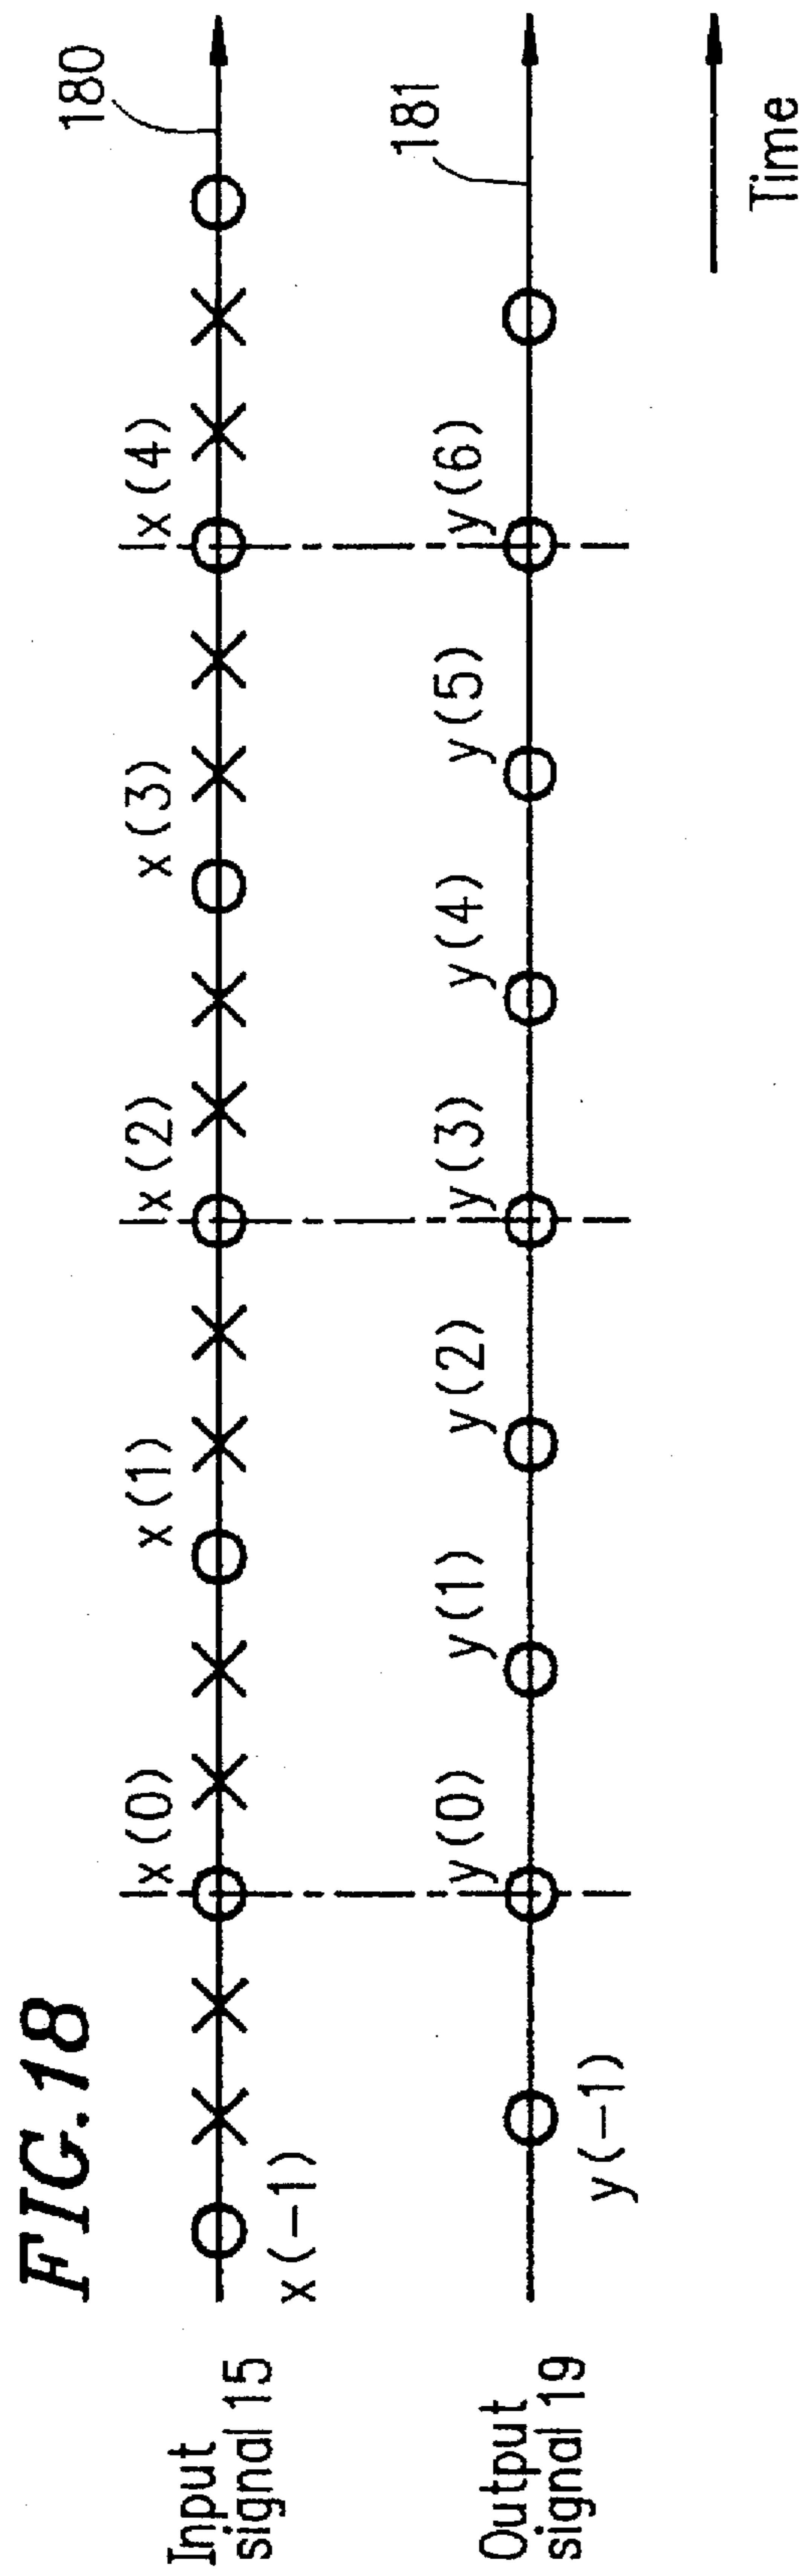 FIG.18
180
Input
signal 15
x(-1)
x(0)
x(1)
x(2)
x(3)
x(4)
181
Output
signal 19
y(-1)
y(0)
y(1)
y(2)
y(3)
y(4)
y(5)
y(6)
Time